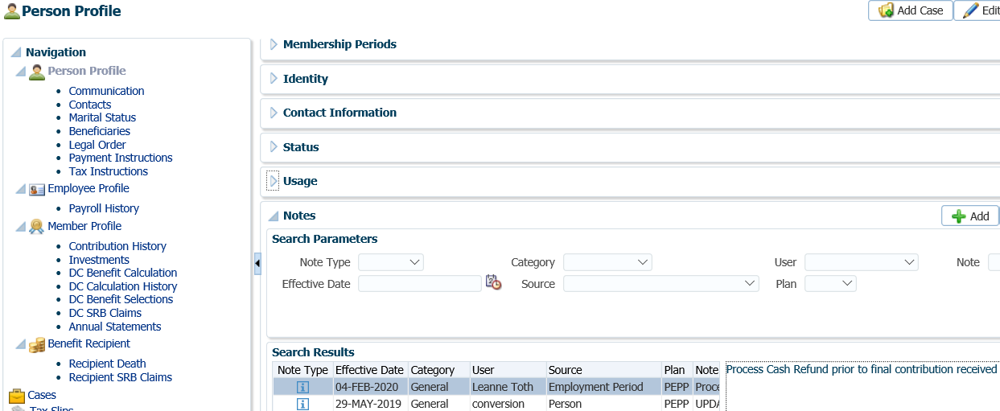 Person Profile
Add Case
Edit
Navigation
Person Profile
Communication
Contacts
Marital Status
Beneficiaries
Legal Order
Payment Instructions
Tax Instructions
Employee Profile
Payroll History
Member Profile
Contribution History
Investments
DC Benefit Calculation
DC Calculation History
DC Benefit Selections
DC SRB Claims
Annual Statements
Benefit Recipient
Recipient Death
Recipient SRB Claims
Cases
Tax Slips
Membership Periods
Identity
Contact Information
Status
Usage
Notes
Add
Search Parameters
Note Type Category User Note
Effective Date Source Plan
Search Results
Note Type Effective Date Category User Source Plan Note
04-FEB-2020 General Leanne Toth Employment Period PEPP Proce
29-MAY-2019 General conversion Person PEPP UPDA
Process Cash Refund prior to final contribution received